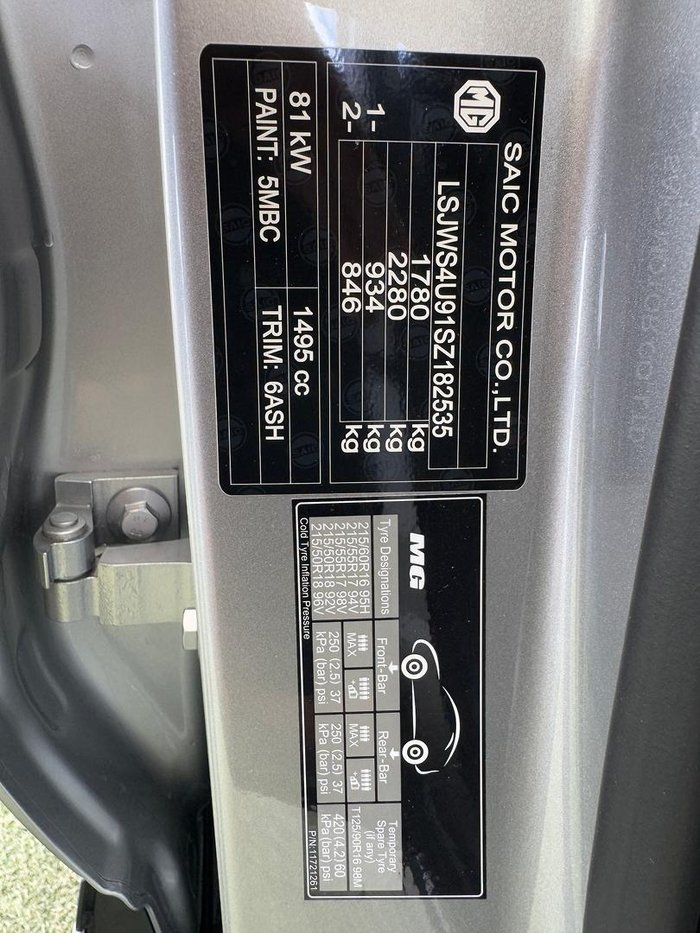 MG
SAIC MOTOR CO.,LTD.
LSJWS4U91SZ182535
1780 kg
2280 kg
1- 934 kg
2- 846 kg
81 kW 1495 cc
PAINT: 5MBC TRIM: 6ASH
MG
Tyre Designations Front-Bar Rear-Bar Temporary Spare Tyre (if any)
MAX MAX T125/90R16 98M
215/60R16 95H
215/55R17 94V
215/55R17 98V
215/50R18 92V
215/50R18 96V
250 (2.5) 37 250 (2.5) 37 420 (4.2) 60
kPa (bar) psi kPa (bar) psi kPa (bar) psi
Cold Tyre Inflation Pressure P/N:11721261